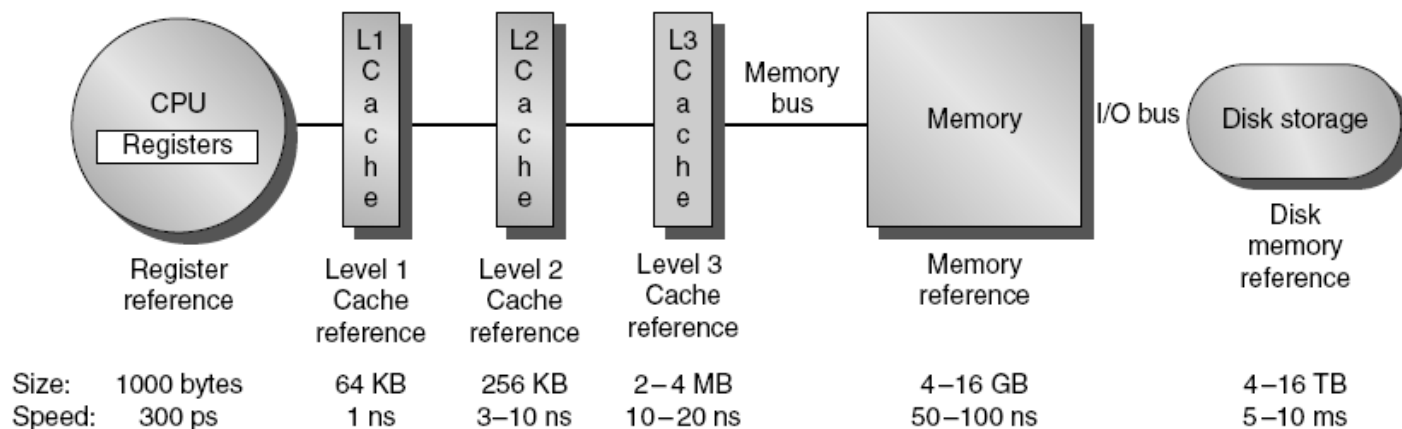 CPU
Registers
L1
C
a
c
h
e
L2
C
a
c
h
e
L3
C
a
c
h
e
Memory
bus
Memory
I/O bus
Disk storage
Register
reference
Level 1
Cache
reference
Level 2
Cache
reference
Level 3
Cache
reference
Memory
reference
Disk
memory
reference
Size: 1000 bytes 64 KB 256 KB 2–4 MB 4–16 GB 4–16 TB
Speed: 300 ps 1 ns 3–10 ns 10–20 ns 50–100 ns 5–10 ms